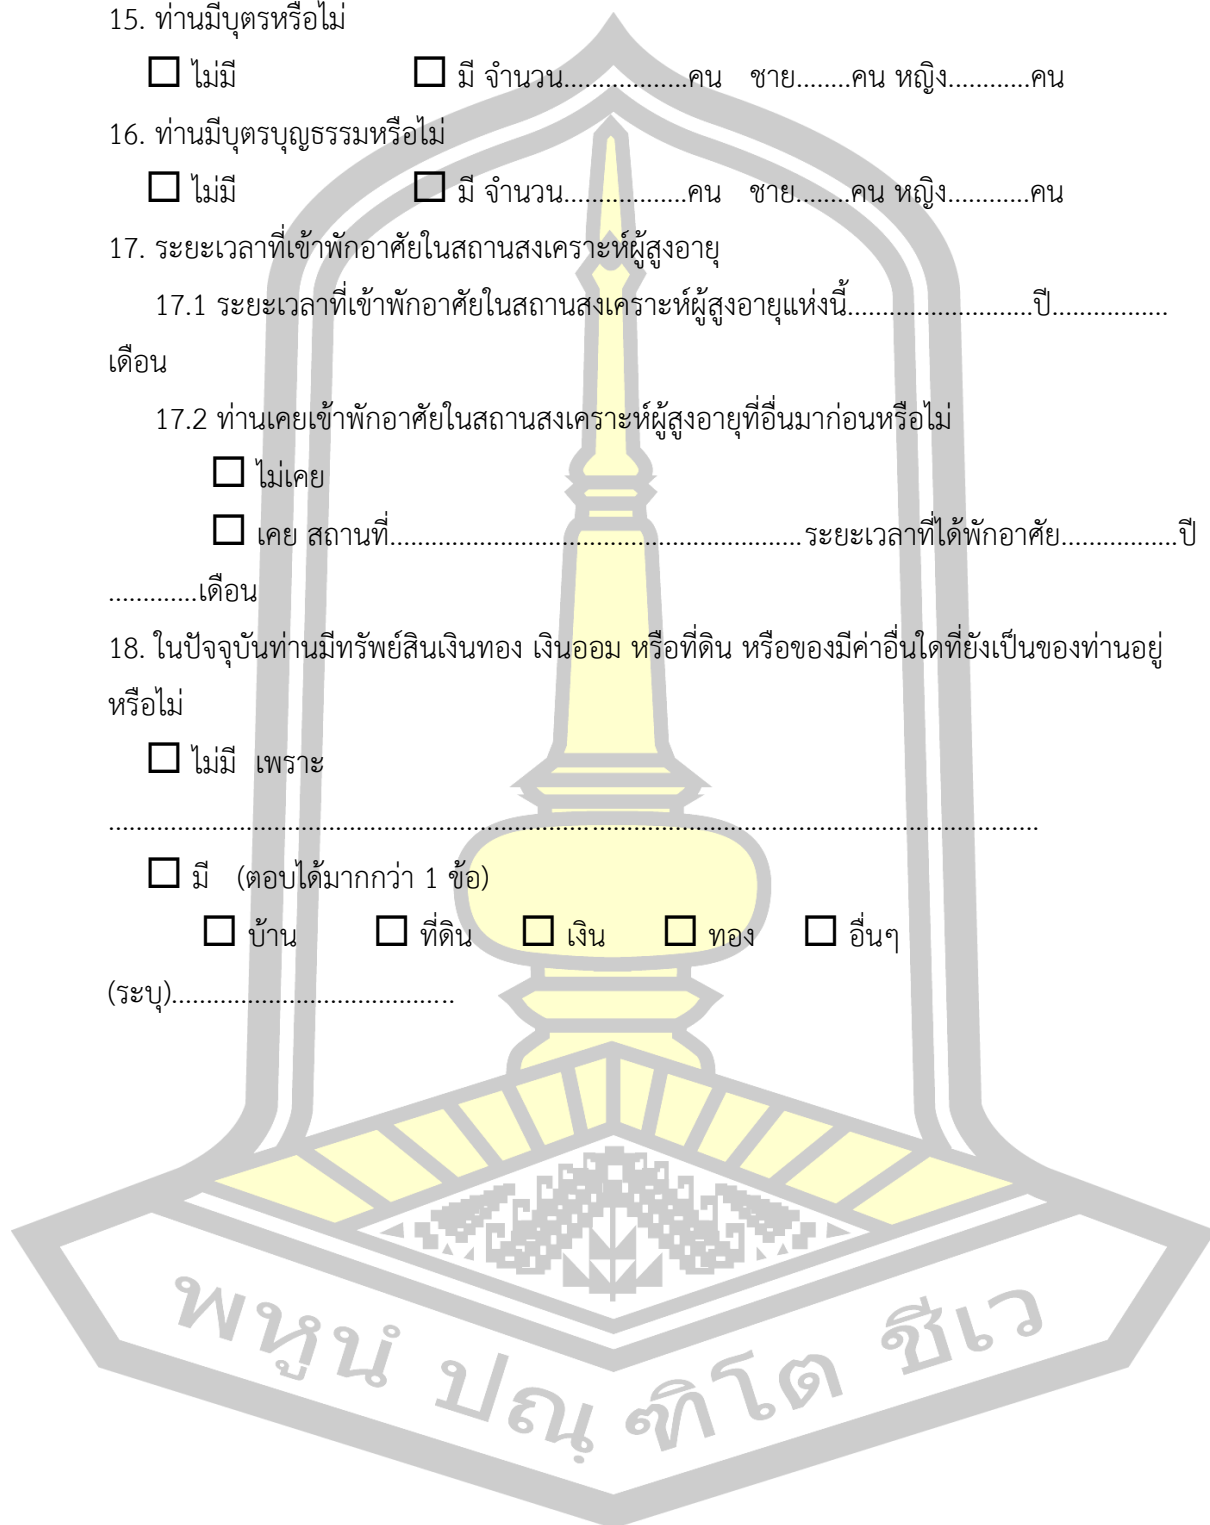 15. ท่านมีบุตรหรือไม่
☐ ไม่มี ☐ มี จำนวน..................คน ชาย........คน หญิง............คน
16. ท่านมีบุตรบุญธรรมหรือไม่
☐ ไม่มี ☐ มี จำนวน..................คน ชาย........คน หญิง............คน
17. ระยะเวลาที่เข้าพักอาศัยในสถานสงเคราะห์ผู้สูงอายุ
17.1 ระยะเวลาที่เข้าพักอาศัยในสถานสงเคราะห์ผู้สูงอายุแห่งนี้...........................ปี.................
เดือน
17.2 ท่านเคยเข้าพักอาศัยในสถานสงเคราะห์ผู้สูงอายุที่อื่นมาก่อนหรือไม่
☐ ไม่เคย
☐ เคย สถานที่............................................................ระยะเวลาที่ได้พักอาศัย.................ปี
.............เดือน
18. ในปัจจุบันท่านมีทรัพย์สินเงินทอง เงินออม หรือที่ดิน หรือของมีค่าอื่นใดที่ยังเป็นของท่านอยู่
หรือไม่
☐ ไม่มี เพราะ
.......................................................................................................................................
☐ มี (ตอบได้มากกว่า 1 ข้อ)
☐ บ้าน ☐ ที่ดิน ☐ เงิน ☐ ทอง ☐ อื่นๆ
(ระบุ).........................................
พหูนํ ปณฺ ฑิโต ชีเว